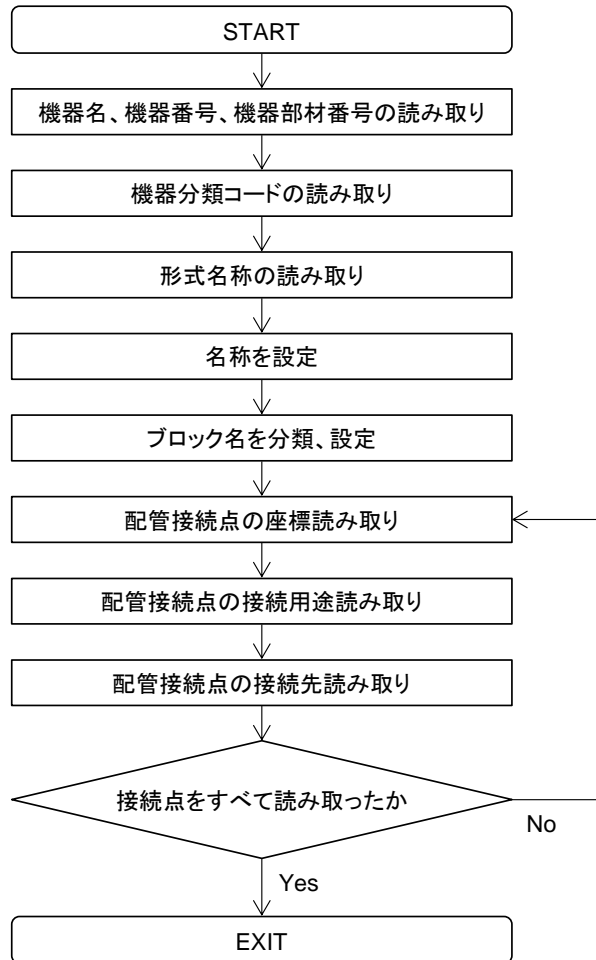 START
機器名、機器番号、機器部材番号の読み取り
機器分類コードの読み取り
形式名称の読み取り
名称を設定
ブロック名を分類、設定
配管接続点の座標読み取り
配管接続点の接続用途読み取り
配管接続点の接続先読み取り
接続点をすべて読み取ったか
No
Yes
EXIT